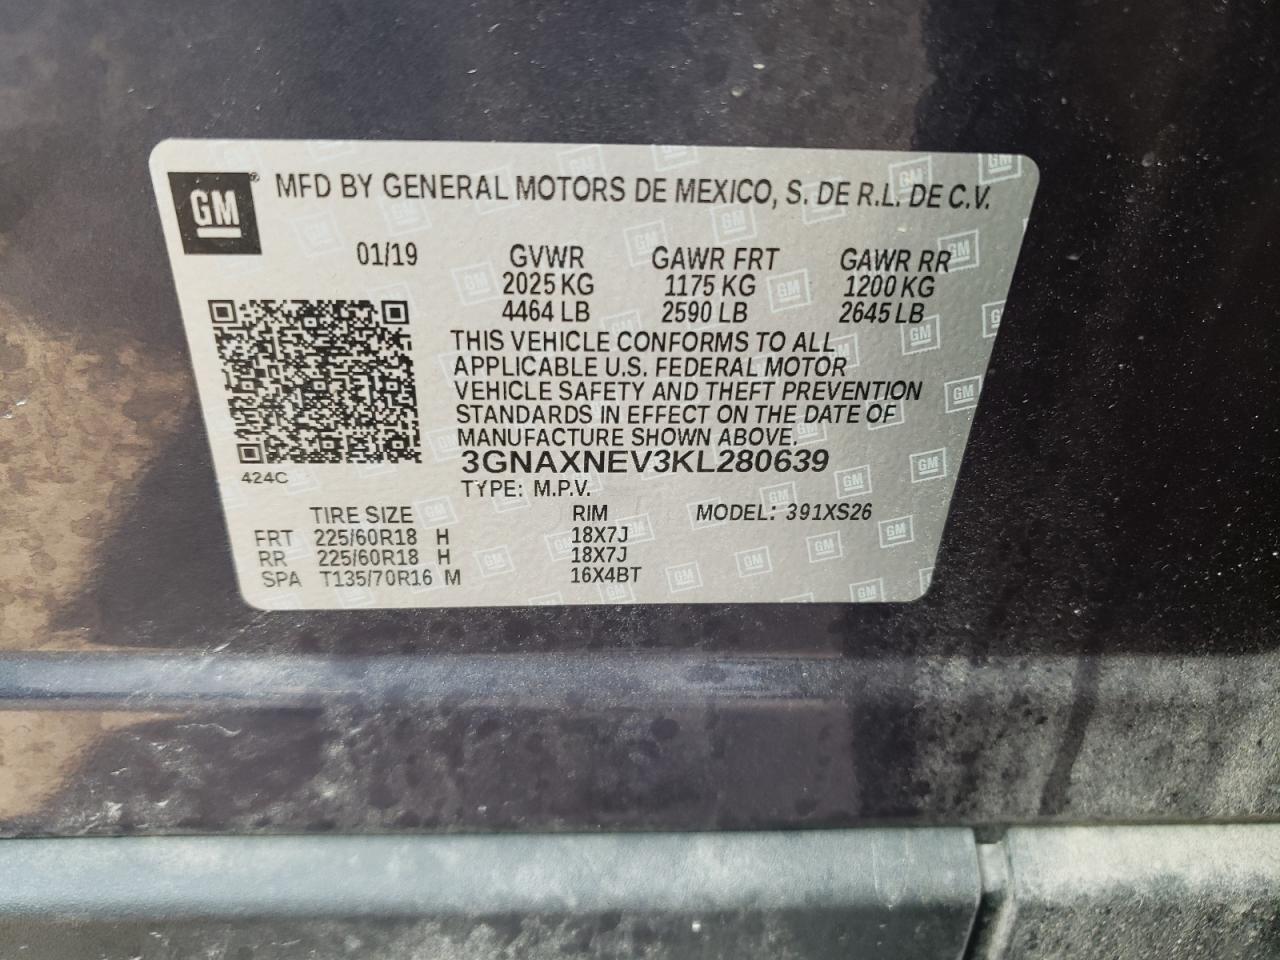 GM® MFD BY GENERAL MOTORS DE MEXICO, S. DE R.L. DE C.V.
01/19 GVWR GAWR FRT GAWR RR
2025 KG 1175 KG 1200 KG
4464 LB 2590 LB 2645 LB
THIS VEHICLE CONFORMS TO ALL
APPLICABLE U.S. FEDERAL MOTOR
VEHICLE SAFETY AND THEFT PREVENTION
STANDARDS IN EFFECT ON THE DATE OF
MANUFACTURE SHOWN ABOVE.
3GNAXNEV3KL280639
424C
TYPE: M.P.V.
TIRE SIZE RIM MODEL: 391XS26
FRT 225/60R18 H 18X7J
RR 225/60R18 H 18X7J
SPA T135/70R16 M 16X4BT